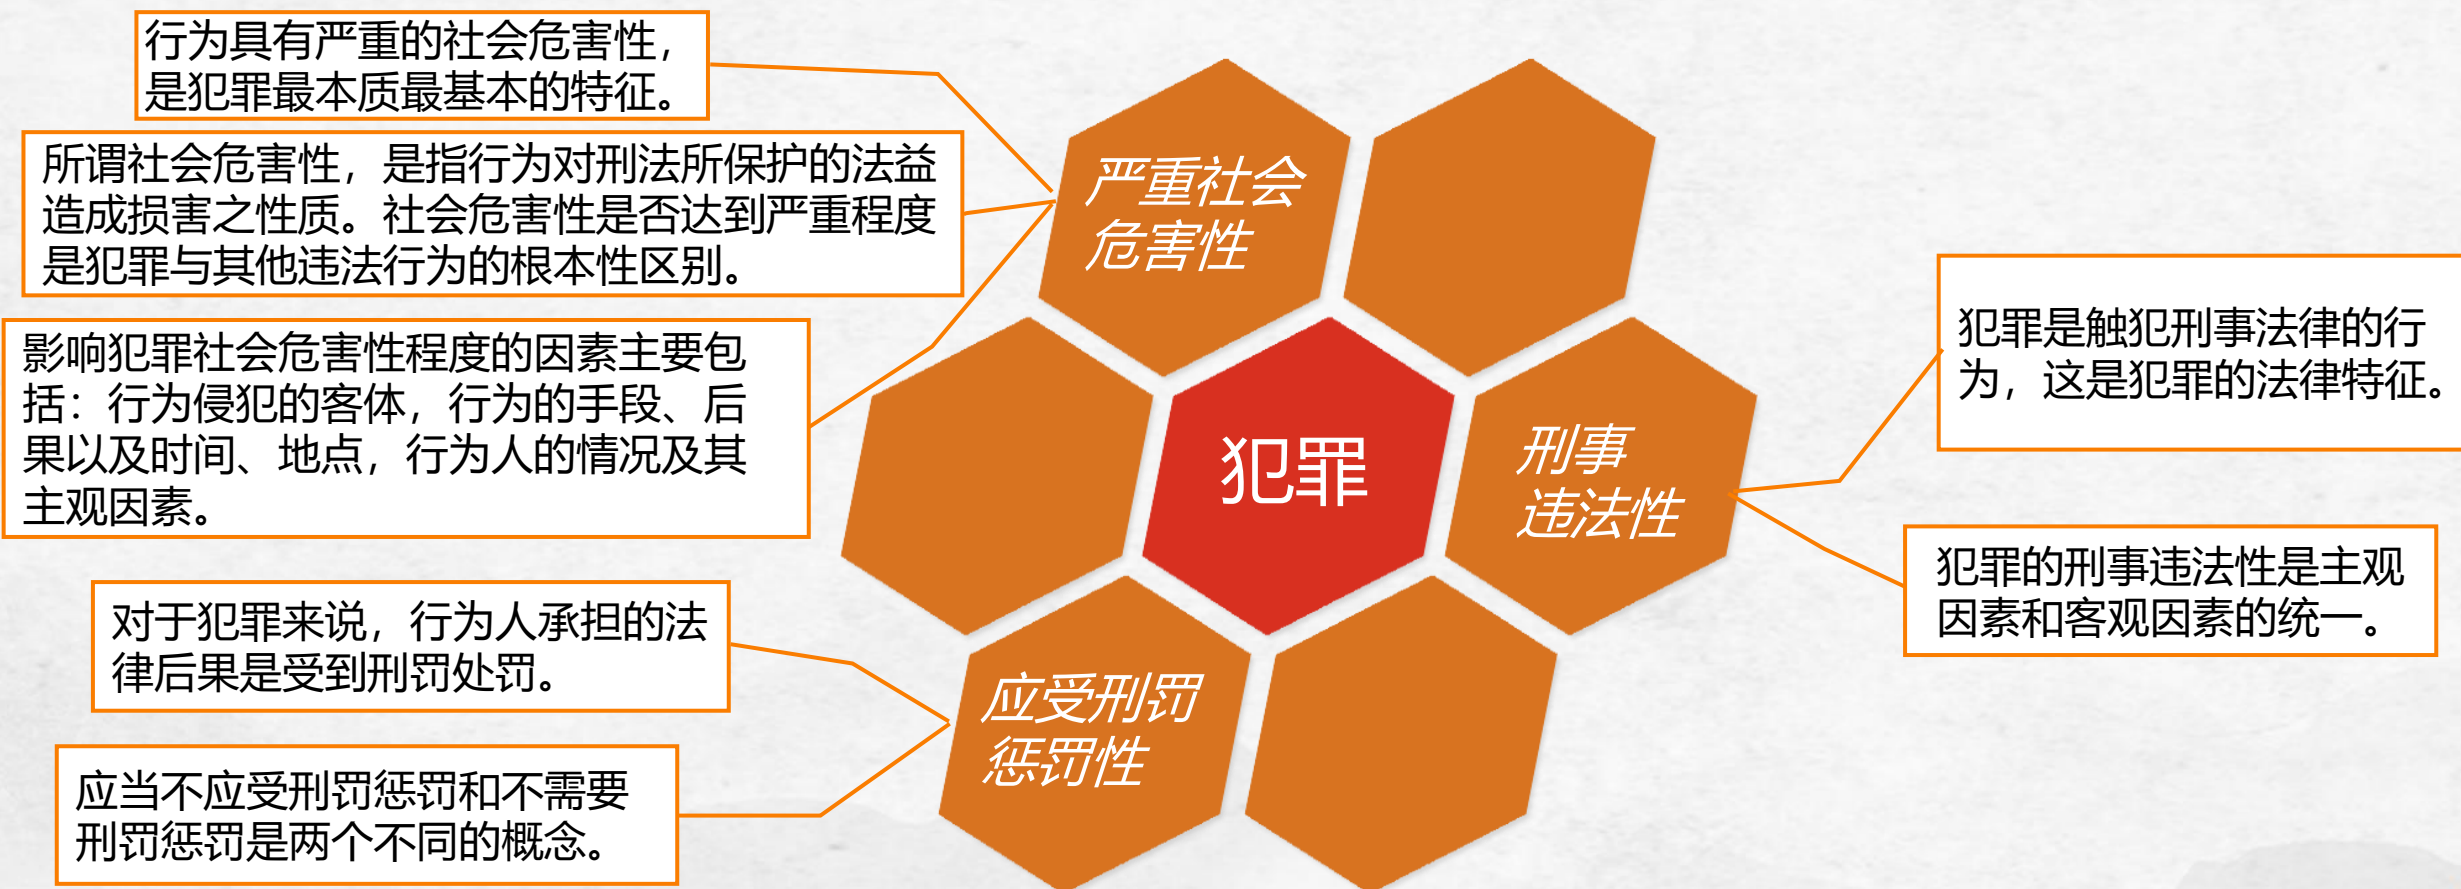 行为具有严重的社会危害性，
是犯罪最本质最基本的特征。
所谓社会危害性，是指行为对刑法所保护的法益
造成损害之性质。社会危害性是否达到严重程度
是犯罪与其他违法行为的根本性区别。
影响犯罪社会危害性程度的因素主要包
括：行为侵犯的客体，行为的手段、后
果以及时间、地点，行为人的情况及其
主观因素。
对于犯罪来说，行为人承担的法
律后果是受到刑罚处罚。
应当不应受刑罚惩罚和不需要
刑罚惩罚是两个不同的概念。
严重社会
危害性
犯罪
刑事
违法性
应受刑罚
惩罚性
犯罪是触犯刑事法律的行
为，这是犯罪的法律特征。
犯罪的刑事违法性是主观
因素和客观因素的统一。